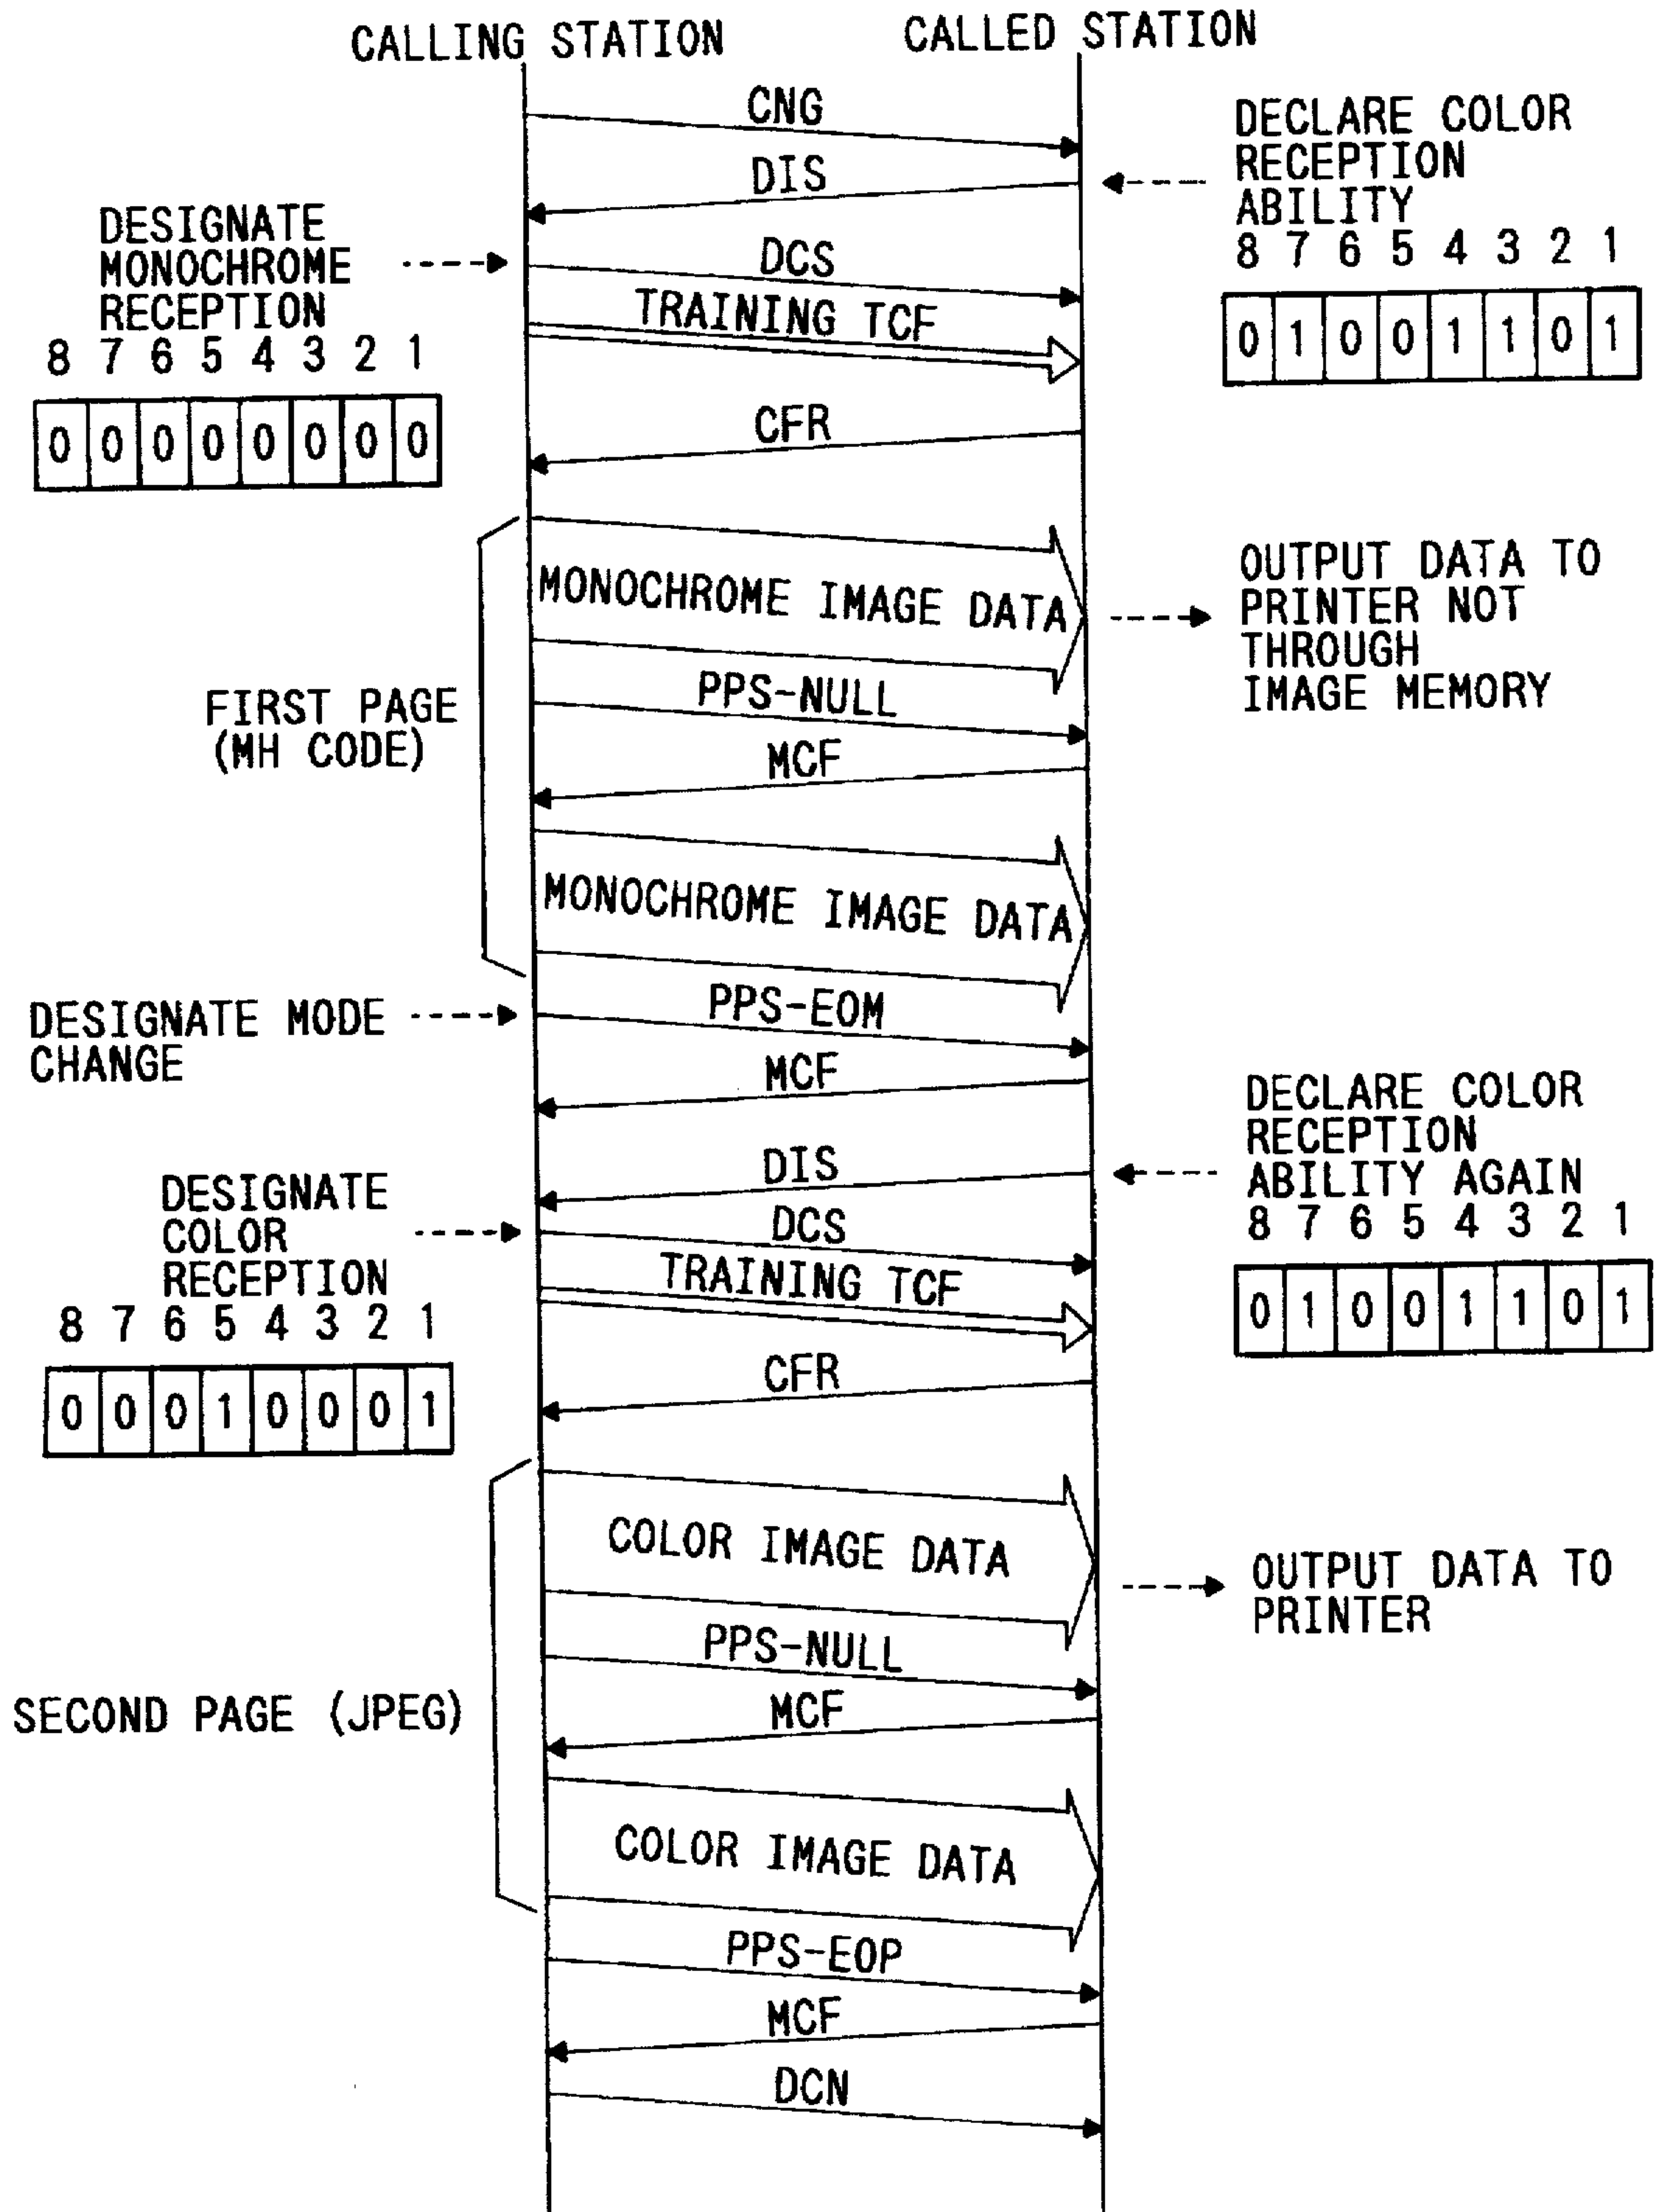 CALLING STATION
CALLED STATION
CNG
DECLARE COLOR
RECEPTION
ABILITY
8 7 6 5 4 3 2 1
0 1 0 0 1 1 0 1
DIS
DESIGNATE
MONOCHROME
RECEPTION
8 7 6 5 4 3 2 1
0 0 0 0 0 0 0 0
DCS
TRAINING TCF
CFR
MONOCHROME IMAGE DATA
OUTPUT DATA TO
PRINTER NOT
THROUGH
IMAGE MEMORY
FIRST PAGE
(MH CODE)
PPS-NULL
MCF
MONOCHROME IMAGE DATA
DESIGNATE MODE
CHANGE
PPS-EOM
MCF
DECLARE COLOR
RECEPTION
ABILITY AGAIN
8 7 6 5 4 3 2 1
0 1 0 0 1 1 0 1
DIS
DESIGNATE
COLOR
RECEPTION
8 7 6 5 4 3 2 1
0 0 0 1 0 0 0 1
DCS
TRAINING TCF
CFR
COLOR IMAGE DATA
OUTPUT DATA TO
PRINTER
PPS-NULL
SECOND PAGE (JPEG)
MCF
COLOR IMAGE DATA
PPS-EOP
MCF
DCN